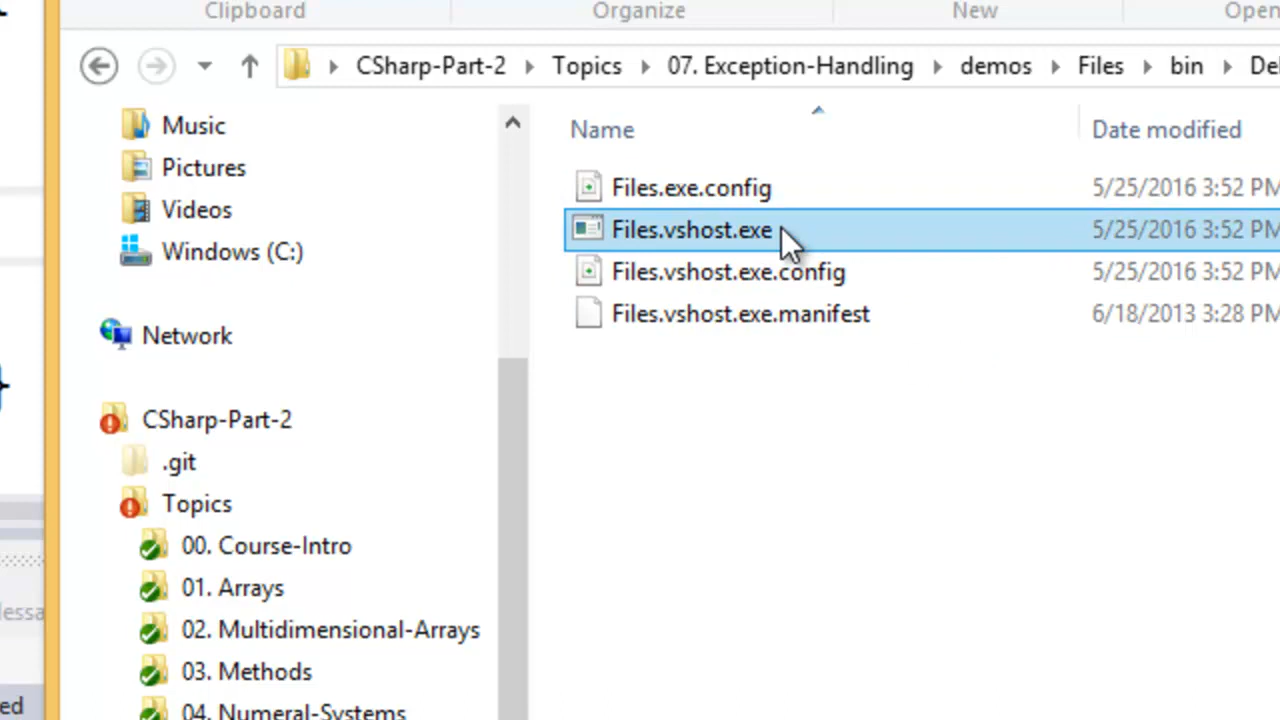 Clipboard Organize New Open
CSharp-Part-2 Topics 07. Exception-Handling demos Files bin
Name Date modified
Music
Pictures
Videos
Windows (C:)
Network
CSharp-Part-2
.git
Topics
00. Course-Intro
01. Arrays
02. Multidimensional-Arrays
03. Methods
04. Numeral-Systems
Files.exe.config 5/25/2016 3:52 PM
Files.vshost.exe 5/25/2016 3:52 PM
Files.vshost.exe.config 5/25/2016 3:52 PM
Files.vshost.exe.manifest 6/18/2013 3:28 PM
}